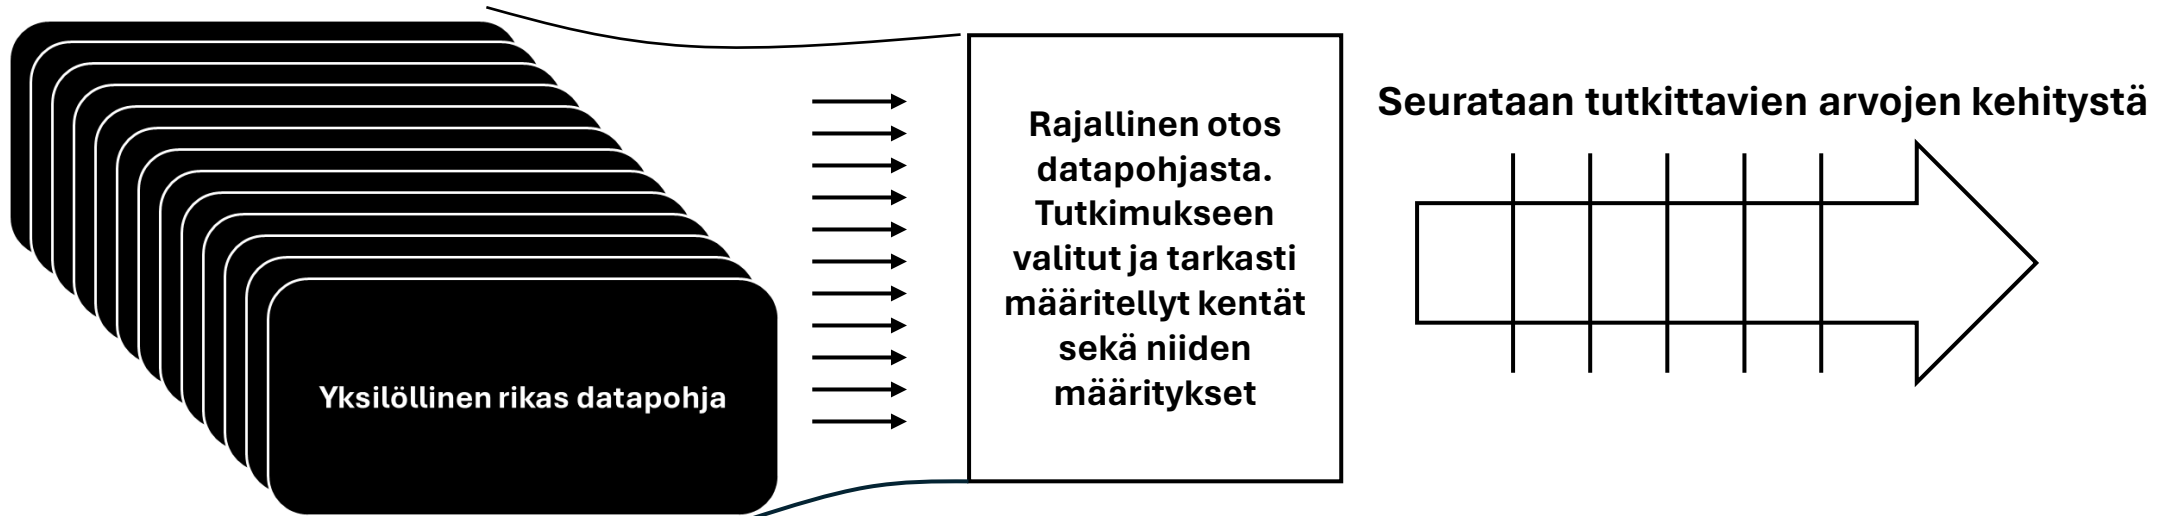 Yksilöllinen rikas datapohja
Rajallinen otos
datapohjasta.
Tutkimukseen
valitut ja tarkasti
määritellyt kentät
sekä niiden
määritykset
Seurataan tutkittavien arvojen kehitystä